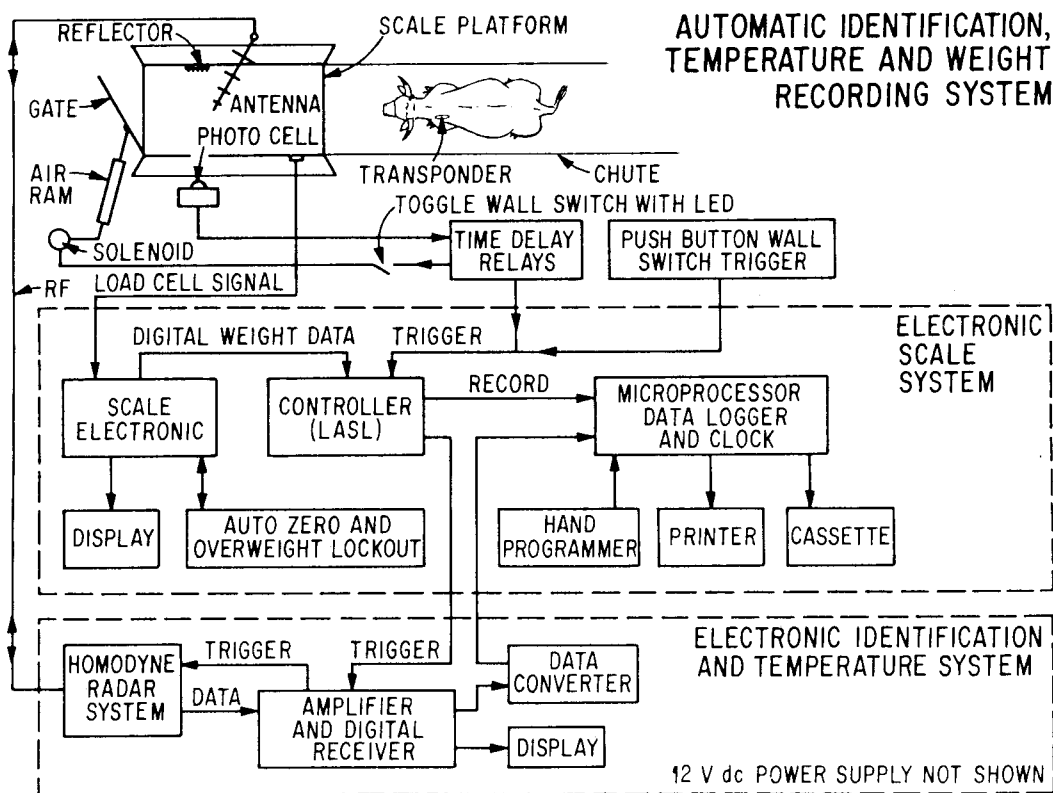 AUTOMATIC IDENTIFICATION,
TEMPERATURE AND WEIGHT
RECORDING SYSTEM
REFLECTOR
SCALE PLATFORM
GATE
ANTENNA
PHOTO CELL
AIR
RAM
TRANSPONDER
CHUTE
TOGGLE WALL SWITCH WITH LED
SOLENOID
TIME DELAY
RELAYS
PUSH BUTTON WALL
SWITCH TRIGGER
RF
LOAD CELL SIGNAL
ELECTRONIC
SCALE
SYSTEM
DIGITAL WEIGHT DATA
TRIGGER
SCALE
ELECTRONIC
CONTROLLER
(LASL)
RECORD
MICROPROCESSOR
DATA LOGGER
AND CLOCK
DISPLAY
AUTO ZERO AND
OVERWEIGHT LOCKOUT
HAND
PROGRAMMER
PRINTER
CASSETTE
ELECTRONIC IDENTIFICATION
AND TEMPERATURE SYSTEM
HOMODYNE
RADAR
SYSTEM
TRIGGER
DATA
TRIGGER
AMPLIFIER
AND DIGITAL
RECEIVER
DATA
CONVERTER
DISPLAY
12 V dc POWER SUPPLY NOT SHOWN